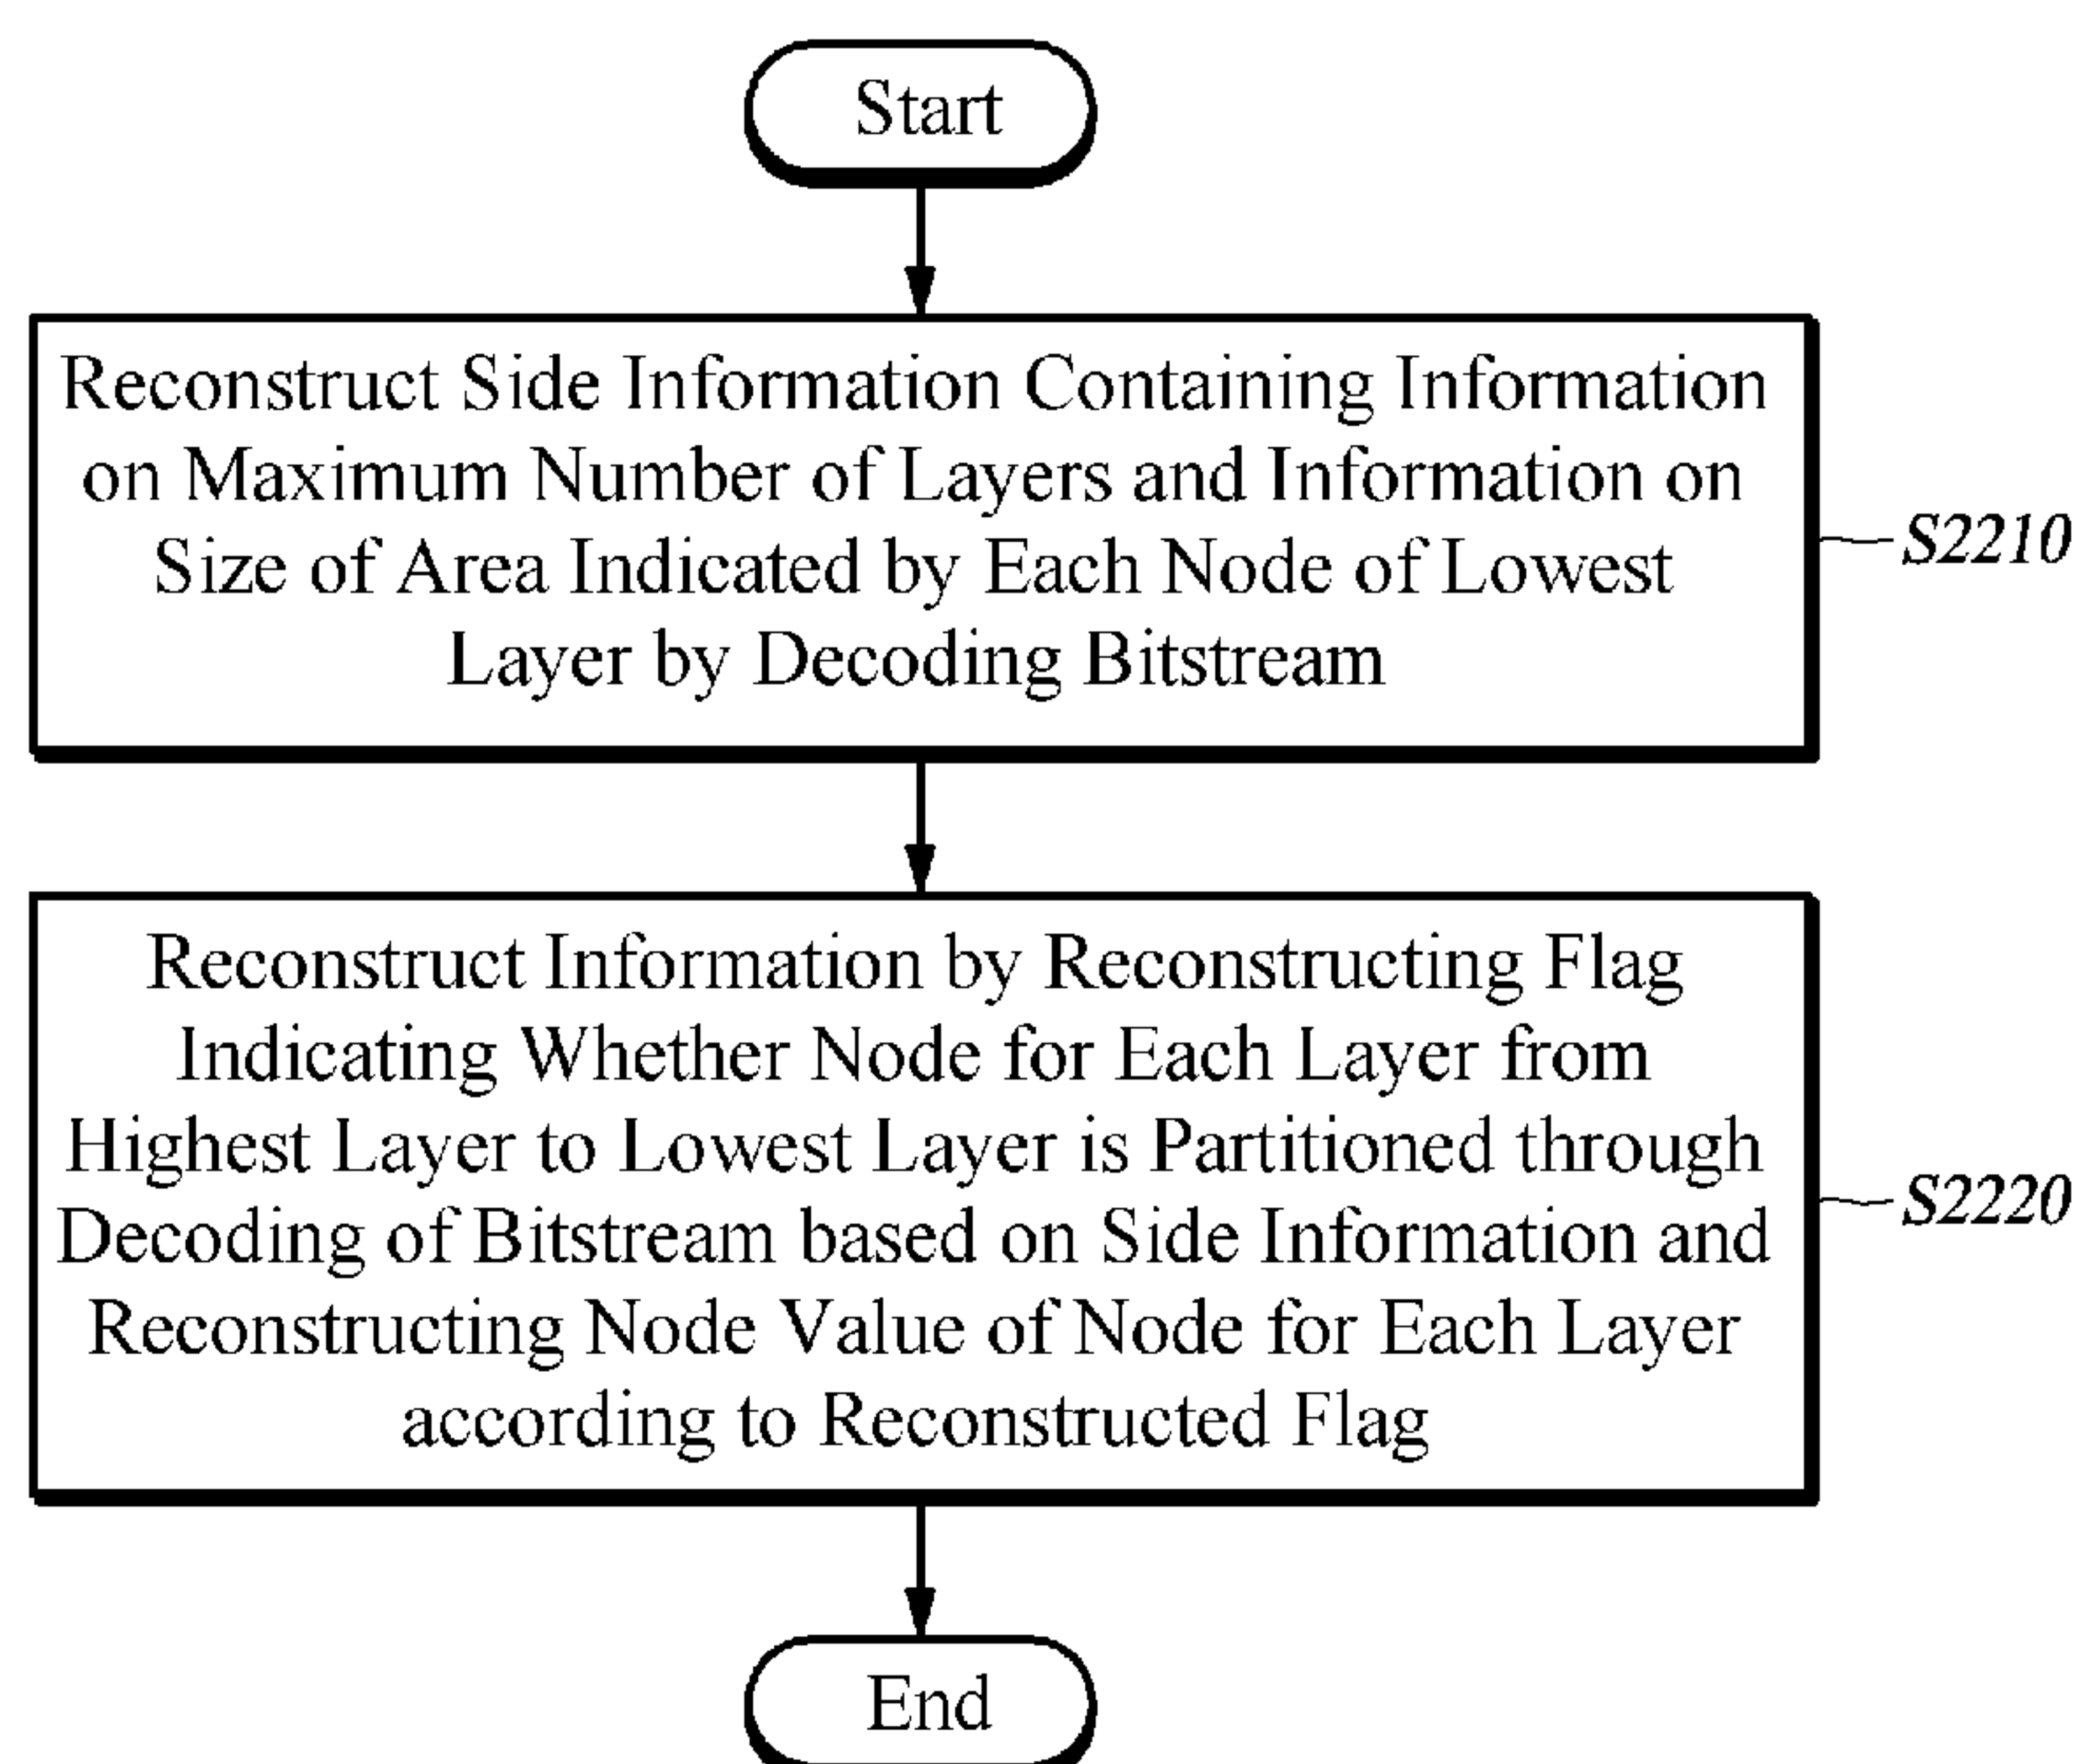 Start
Reconstruct Side Information Containing Information
on Maximum Number of Layers and Information on
Size of Area Indicated by Each Node of Lowest
Layer by Decoding Bitstream
S2210
Reconstruct Information by Reconstructing Flag
Indicating Whether Node for Each Layer from
Highest Layer to Lowest Layer is Partitioned through
Decoding of Bitstream based on Side Information and
Reconstructing Node Value of Node for Each Layer
according to Reconstructed Flag
S2220
End